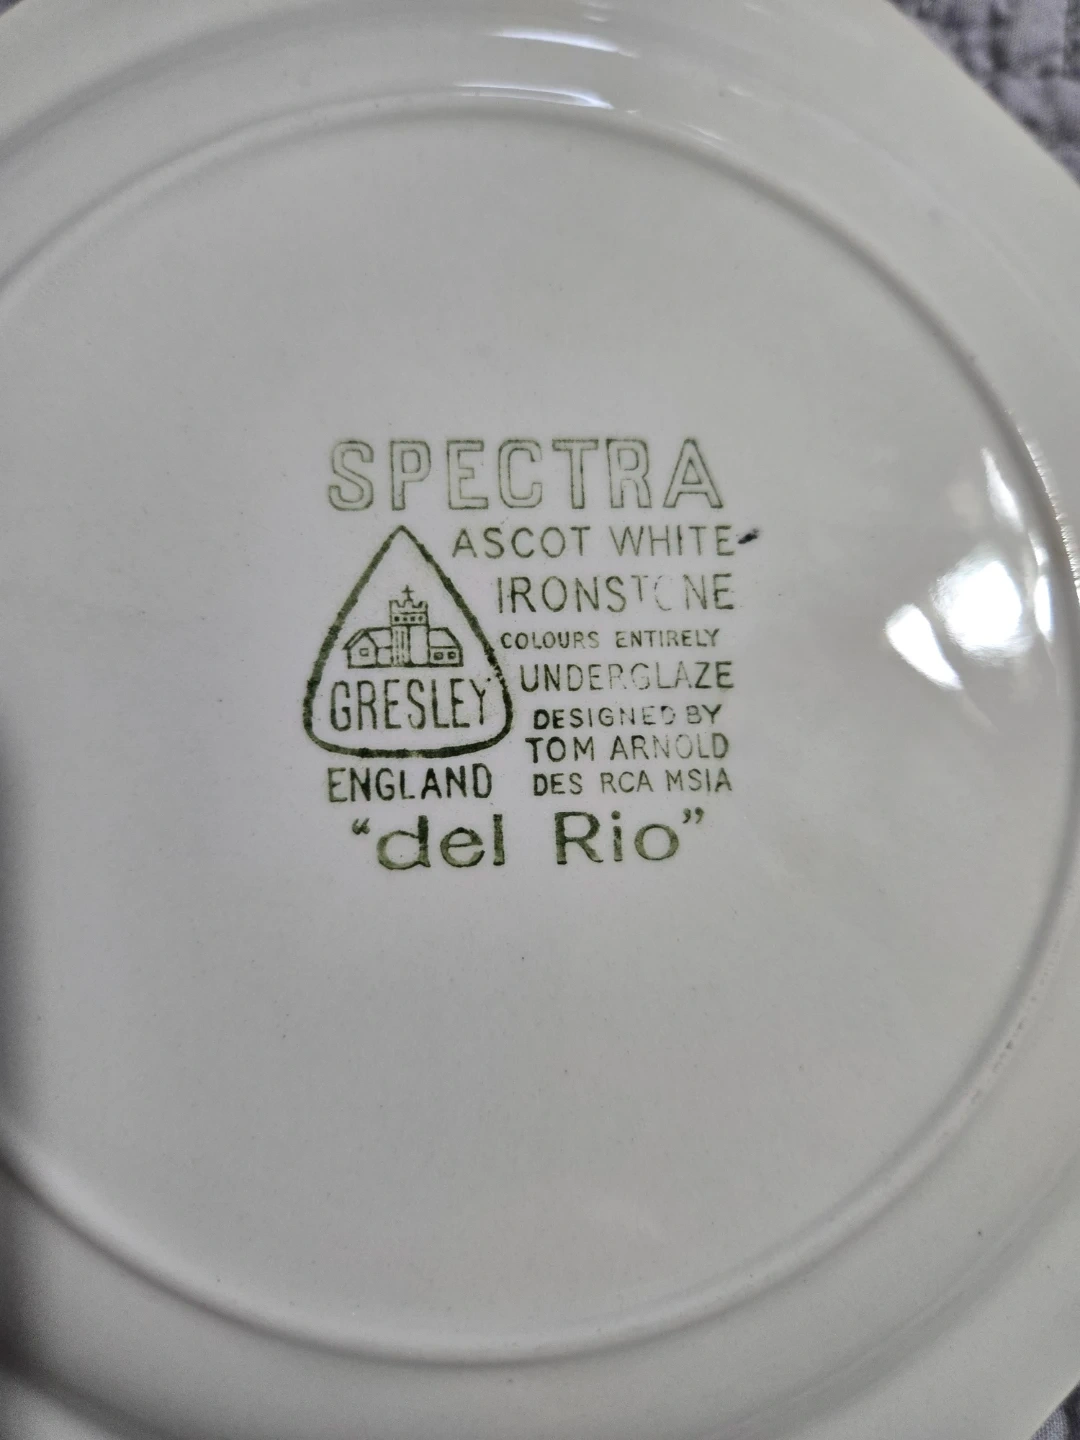 SPECTRA
ASCOT WHITE
IRONSTONE
COLOURS ENTIRELY
UNDERGLAZE
GRESLEY
DESIGNED BY
TOM ARNOLD
ENGLAND
DES RCA MSIA
"del Rio"